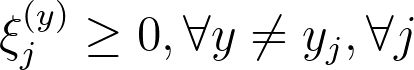 ξ_j^{(y)} ≥ 0, ∀y ≠ y_j, ∀j